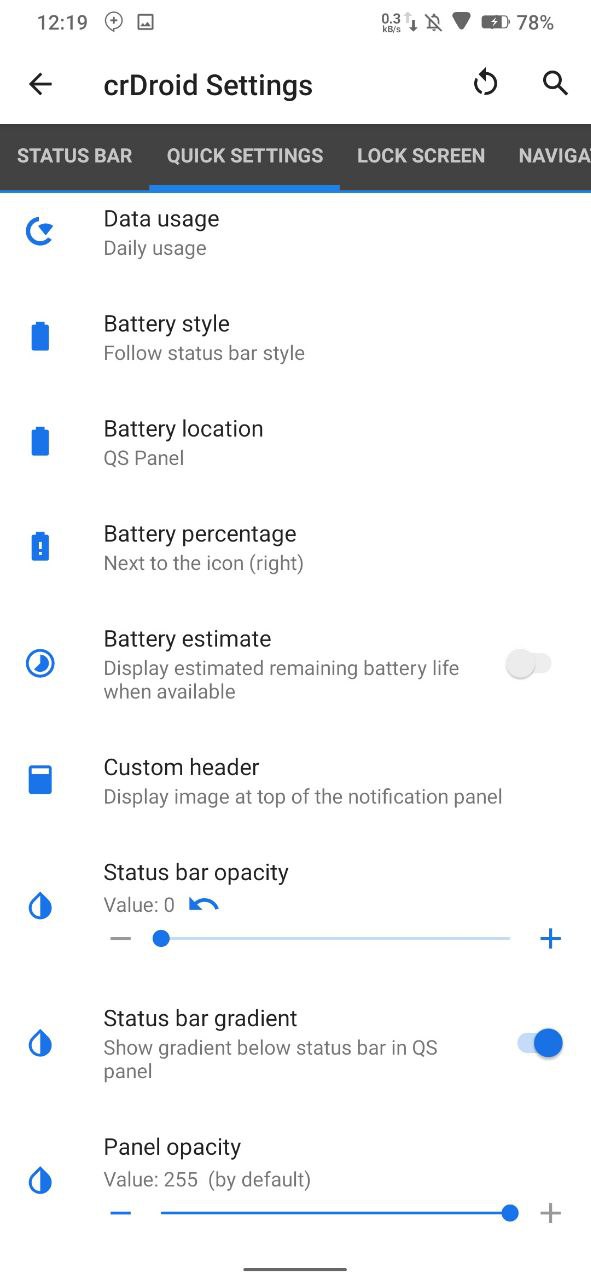 12:19 0.3 kB/s 78%
crDroid Settings
STATUS BAR QUICK SETTINGS LOCK SCREEN NAVIGA
Data usage
Daily usage
Battery style
Follow status bar style
Battery location
QS Panel
Battery percentage
Next to the icon (right)
Battery estimate
Display estimated remaining battery life
when available
Custom header
Display image at top of the notification panel
Status bar opacity
Value: 0
Status bar gradient
Show gradient below status bar in QS
panel
Panel opacity
Value: 255 (by default)